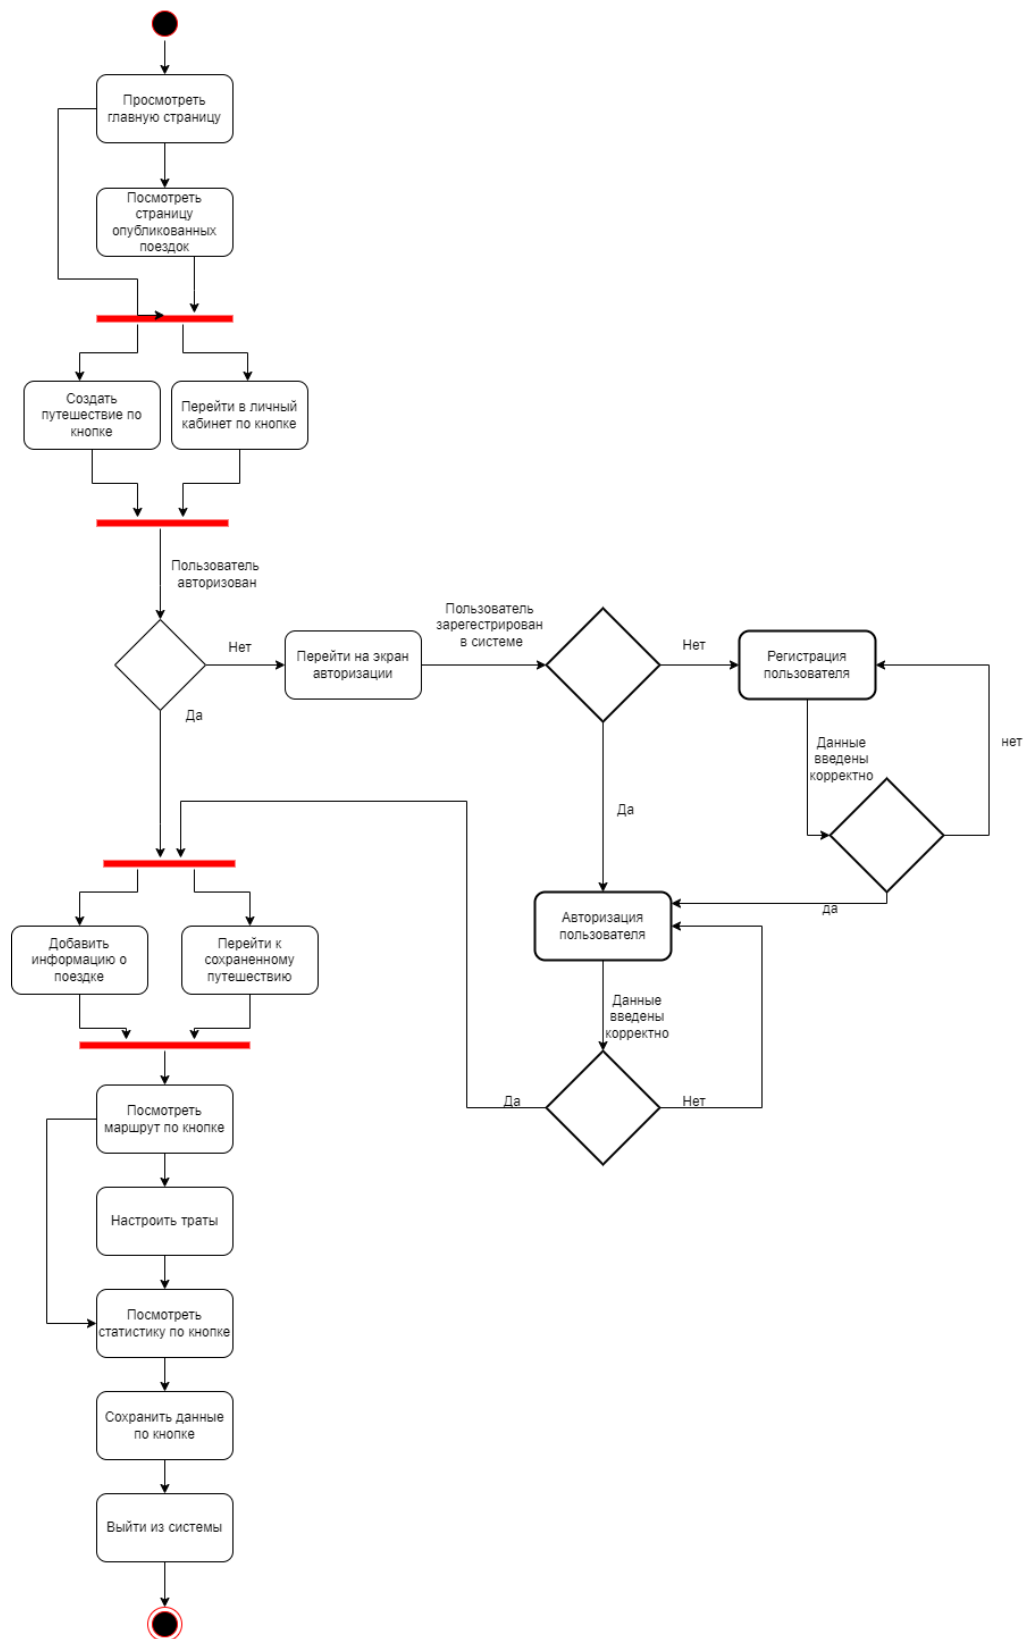 Просмотреть
главную страницу
Посмотреть
страницу
опубликованных
поездок
Создать
путешествие по
кнопке
Перейти в личный
кабинет по кнопке
Пользователь
авторизован
Нет
Перейти на экран
авторизации
Пользователь
зарегестрирован
в системе
Нет
Регистрация
пользователя
Да
Данные
введены
корректно
нет
Да
да
Авторизация
пользователя
Добавить
информацию о
поездке
Перейти к
сохраненному
путешествию
Данные
введены
корректно
Да
Нет
Посмотреть
маршрут по кнопке
Настроить траты
Посмотреть
статистику по кнопке
Сохранить данные
по кнопке
Выйти из системы